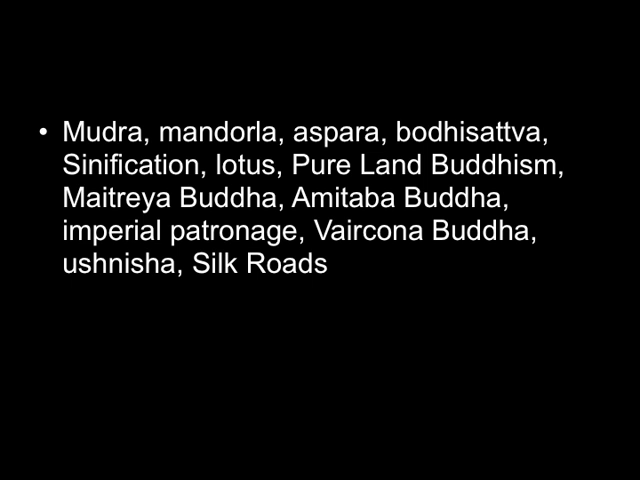 • Mudra, mandorla, aspara, bodhisattva,
Sinification, lotus, Pure Land Buddhism,
Maitreya Buddha, Amitaba Buddha,
imperial patronage, Vaircona Buddha,
ushnisha, Silk Roads